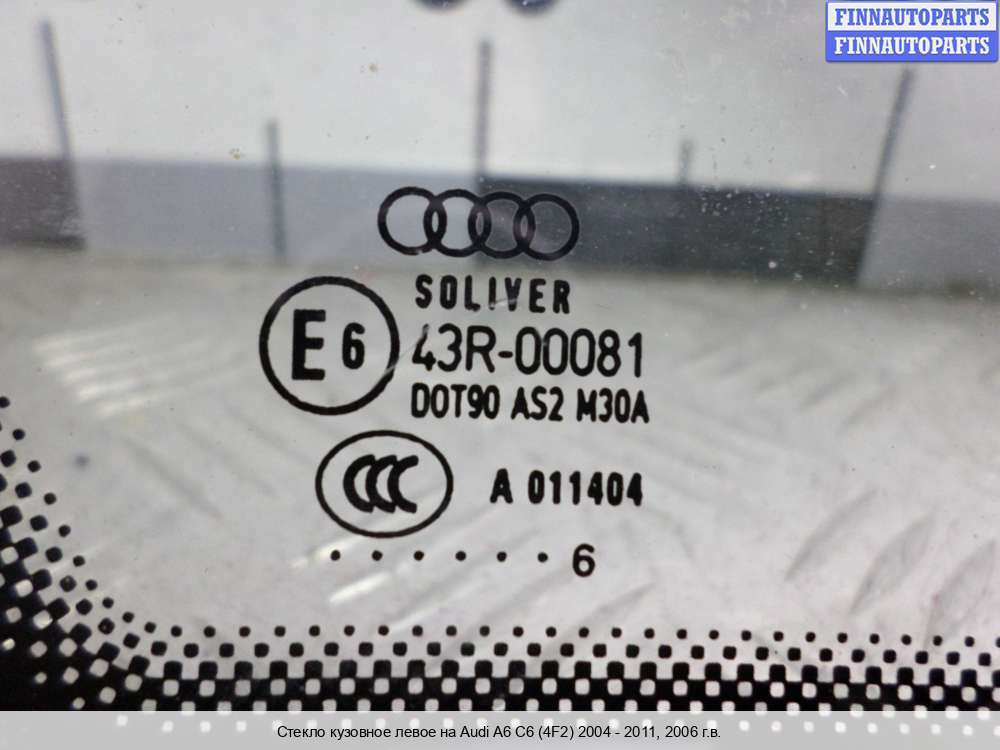 FINNAUTOPARTS
FINNAUTOPARTS
SOLIVER
E6 43R-00081
DOT90 AS2 M30A
CCC A 011404
. . . . . . 6
Стекло кузовное левое на Audi A6 C6 (4F2) 2004 - 2011, 2006 г.в.